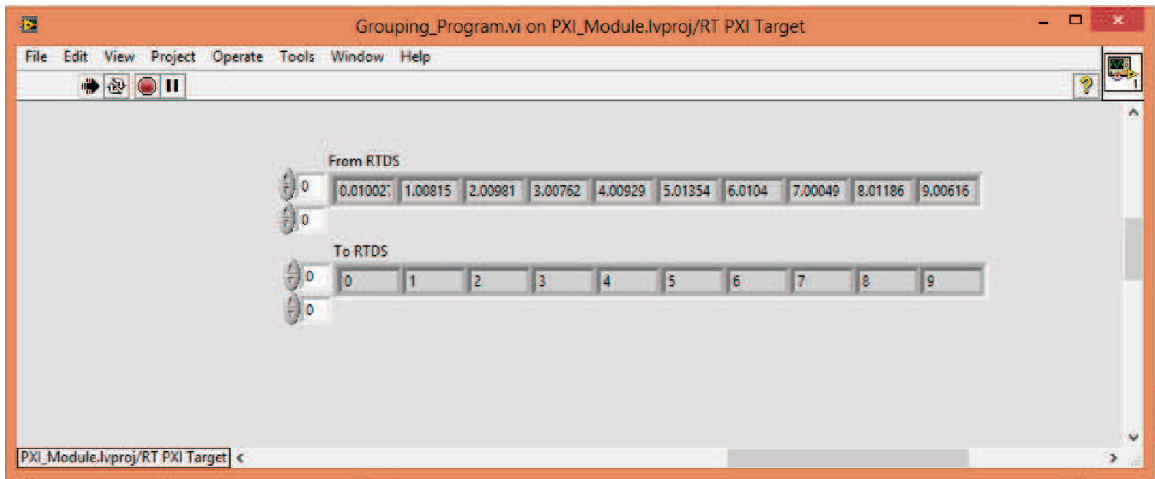 Grouping_Program.vi on PXI_Module.lvproj/RT PXI Target
File Edit View Project Operate Tools Window Help
1
From RTDS
0 0.01002 1.00815 2.00981 3.00762 4.00929 5.01354 6.0104 7.00049 8.01186 9.00616
0
To RTDS
0 0 1 2 3 4 5 6 7 8 9
0
PXI_Module.lvproj/RT PXI Target